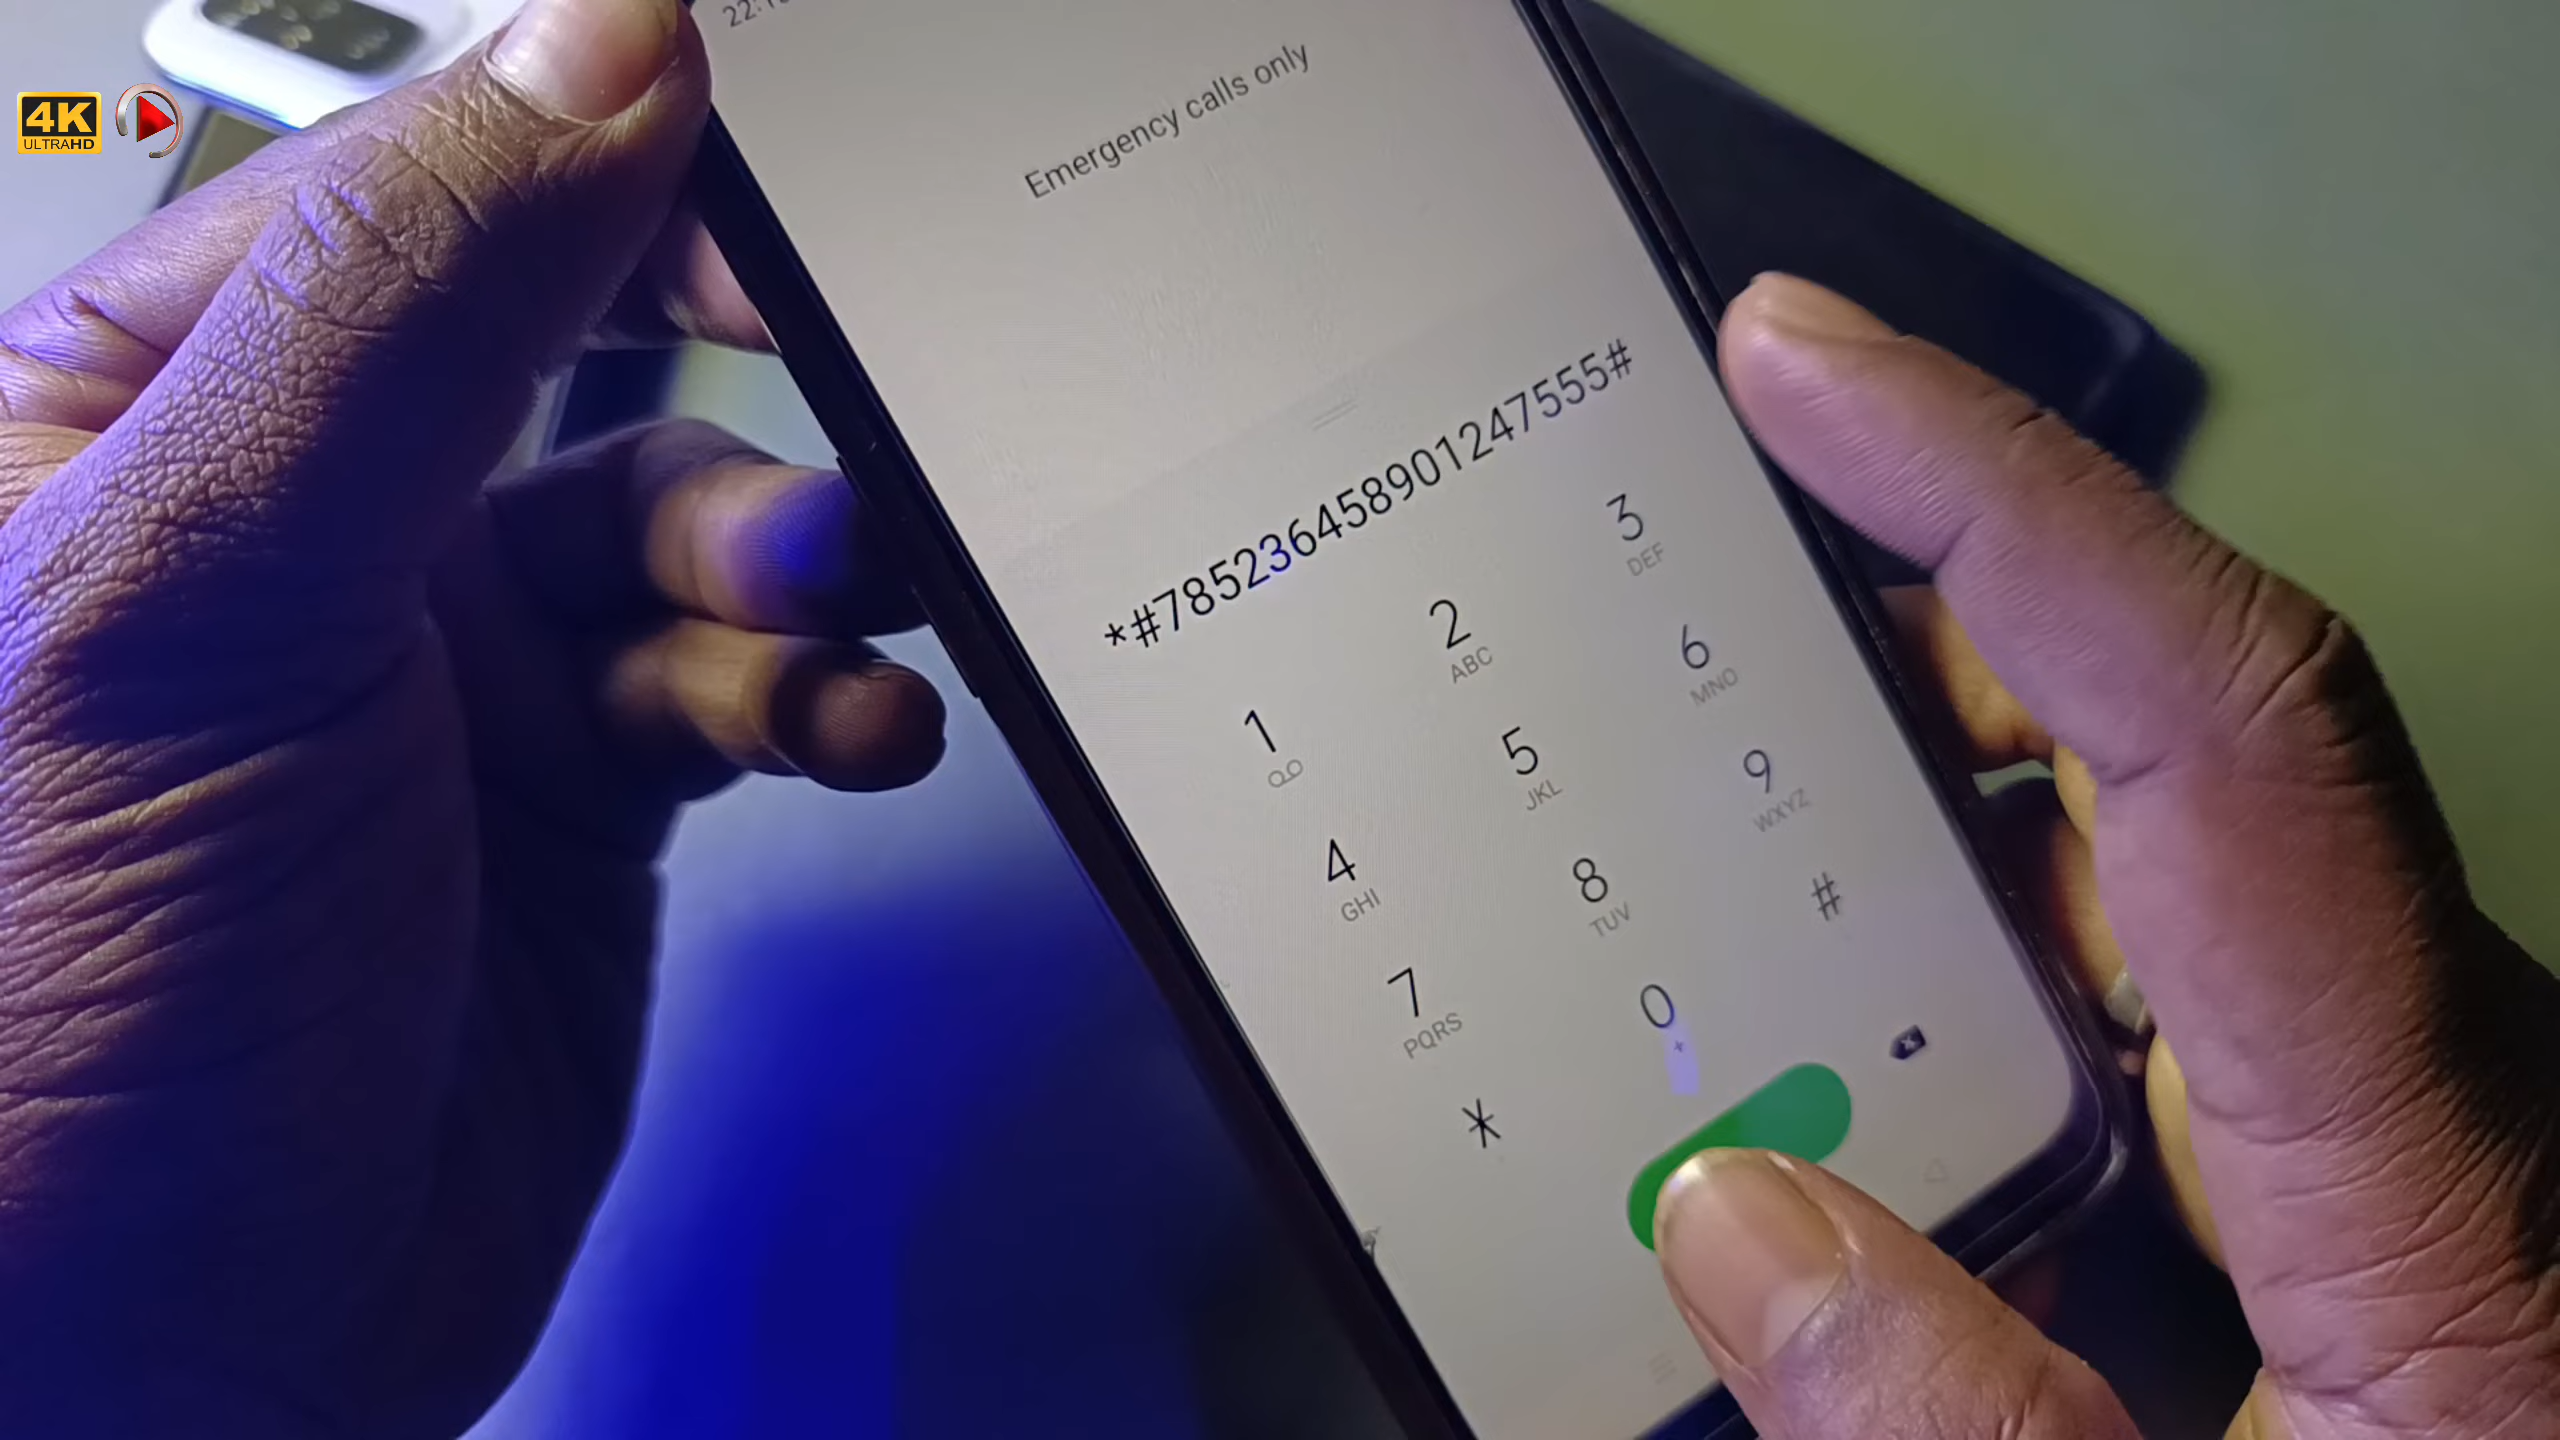 4K
ULTRAHD
Emergency calls only
*#785236458901247555#
1
2
ABC
3
DEF
4
GHI
5
JKL
6
MNO
7
PQRS
8
TUV
9
WXYZ
*
0
+
#